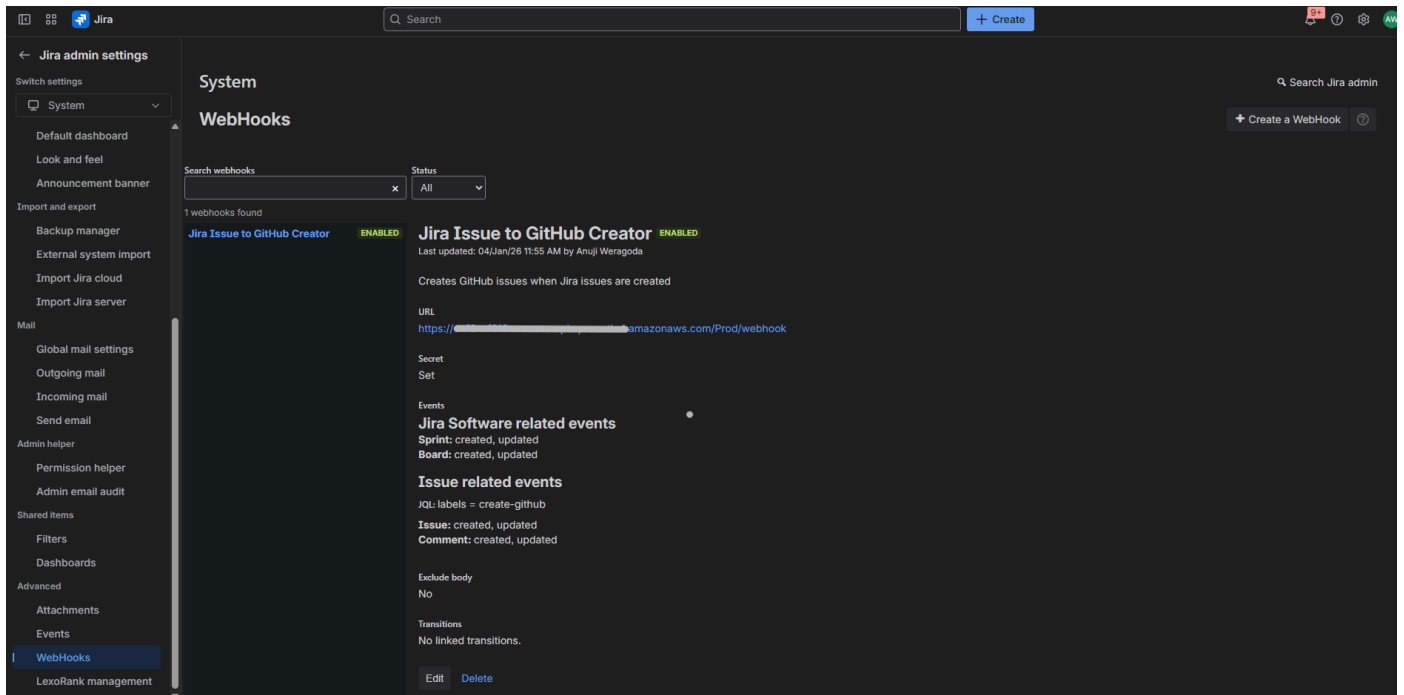 Jira
Search
+ Create
9+
AW
Jira admin settings
Switch settings
System
Default dashboard
Look and feel
Announcement banner
Import and export
Backup manager
External system import
Import Jira cloud
Import Jira server
Mail
Global mail settings
Outgoing mail
Incoming mail
Send email
Admin helper
Permission helper
Admin email audit
Shared items
Filters
Dashboards
Advanced
Attachments
Events
WebHooks
LexoRank management
System
Search Jira admin
WebHooks
+ Create a WebHook
Search webhooks
Status
All
1 webhooks found
Jira Issue to GitHub Creator ENABLED
Jira Issue to GitHub Creator ENABLED
Last updated: 04/Jan/26 11:55 AM by Anuji Weragoda
Creates GitHub issues when Jira issues are created
URL
https:// amazonaws.com/Prod/webhook
Secret
Set
Events
Jira Software related events
Sprint: created, updated
Board: created, updated
Issue related events
JQL: labels = create-github
Issue: created, updated
Comment: created, updated
Exclude body
No
Transitions
No linked transitions.
Edit Delete